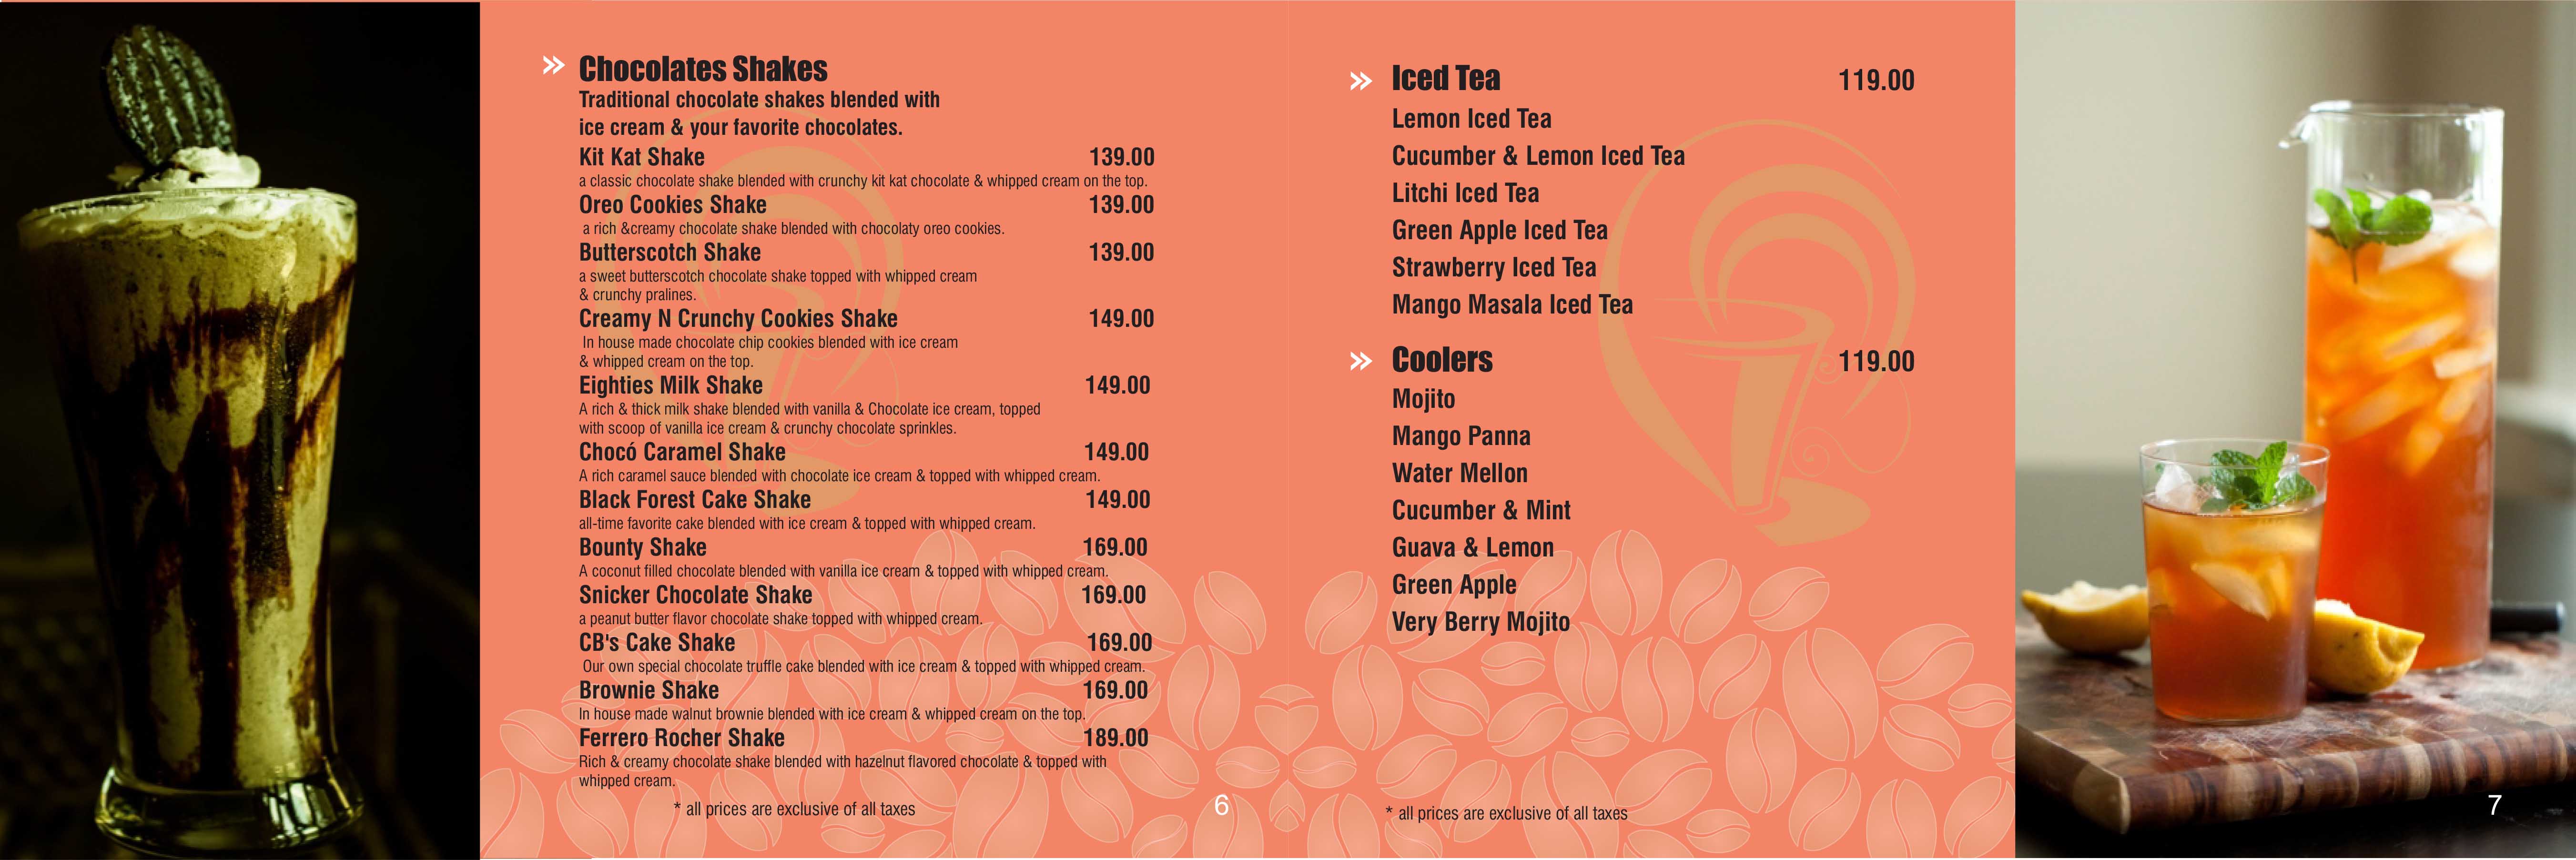 » Chocolates Shakes
Traditional chocolate shakes blended with
ice cream & your favorite chocolates.
Kit Kat Shake 139.00
a classic chocolate shake blended with crunchy kit kat chocolate & whipped cream on the top.
Oreo Cookies Shake 139.00
a rich &creamy chocolate shake blended with chocolaty oreo cookies.
Butterscotch Shake 139.00
a sweet butterscotch chocolate shake topped with whipped cream
& crunchy pralines.
Creamy N Crunchy Cookies Shake 149.00
In house made chocolate chip cookies blended with ice cream
& whipped cream on the top.
Eighties Milk Shake 149.00
A rich & thick milk shake blended with vanilla & Chocolate ice cream, topped
with scoop of vanilla ice cream & crunchy chocolate sprinkles.
Chocó Caramel Shake 149.00
A rich caramel sauce blended with chocolate ice cream & topped with whipped cream.
Black Forest Cake Shake 149.00
all-time favorite cake blended with ice cream & topped with whipped cream.
Bounty Shake 169.00
A coconut filled chocolate blended with vanilla ice cream & topped with whipped cream.
Snicker Chocolate Shake 169.00
a peanut butter flavor chocolate shake topped with whipped cream.
CB's Cake Shake 169.00
Our own special chocolate truffle cake blended with ice cream & topped with whipped cream.
Brownie Shake 169.00
In house made walnut brownie blended with ice cream & whipped cream on the top.
Ferrero Rocher Shake 189.00
Rich & creamy chocolate shake blended with hazelnut flavored chocolate & topped with
whipped cream.
* all prices are exclusive of all taxes
6
» Iced Tea 119.00
Lemon Iced Tea
Cucumber & Lemon Iced Tea
Litchi Iced Tea
Green Apple Iced Tea
Strawberry Iced Tea
Mango Masala Iced Tea
» Coolers 119.00
Mojito
Mango Panna
Water Mellon
Cucumber & Mint
Guava & Lemon
Green Apple
Very Berry Mojito
* all prices are exclusive of all taxes
7